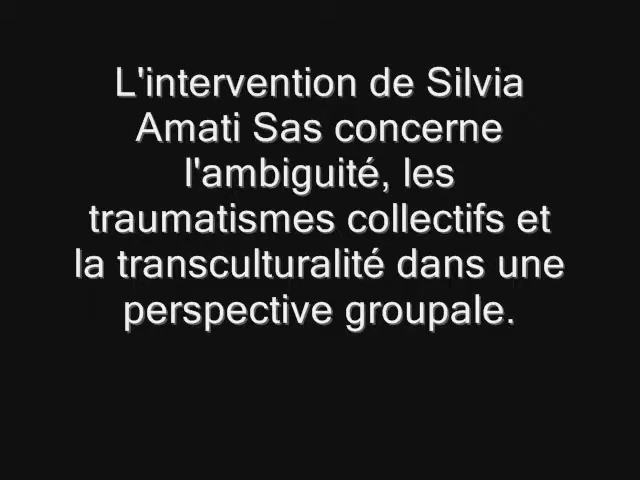 L'intervention de Silvia
Amati Sas concerne
l'ambiguité, les
traumatismes collectifs et
la transculturalité dans une
perspective groupale.